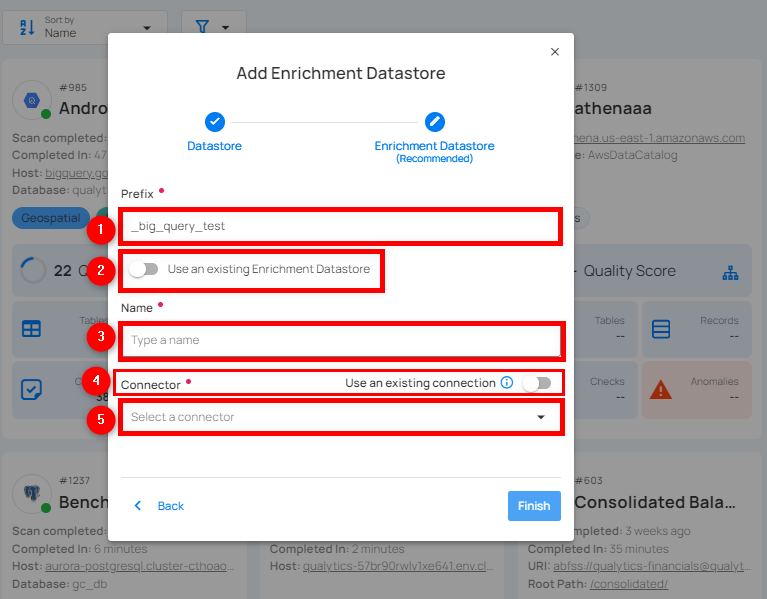 Sort by
Name
#985
Andro
Scan completed:
Completed In: 47
Host: bigquery.go
Database: qualyt
Geospatial
22 Q
Tables
C
38
Add Enrichment Datastore
Datastore
Enrichment Datastore
(Recommended)
Prefix *
1
_big_query_test
2
Use an existing Enrichment Datastore
Name *
3
Type a name
4
Connector *
Use an existing connection
5
Select a connector
Back
Finish
#1309
athenaaa
hena.us-east-1.amazonaws.com
e: AwsDataCatalog
s
- Quality Score
Tables
--
Records
--
Checks
--
Anomalies
--
#1237
Bench
Scan completed:
Completed In: 6 minutes
Host: aurora-postgresql.cluster-cthoao...
Database: gc_db
Completed In: 2 minutes
Host: qualytics-57br90rwlv1xe641.env.cl...
#603
Consolidated Bala...
mpleted: 3 weeks ago
Completed In: 35 minutes
URI: abfss://qualytics-financials@qualyt...
Root Path: /consolidated/